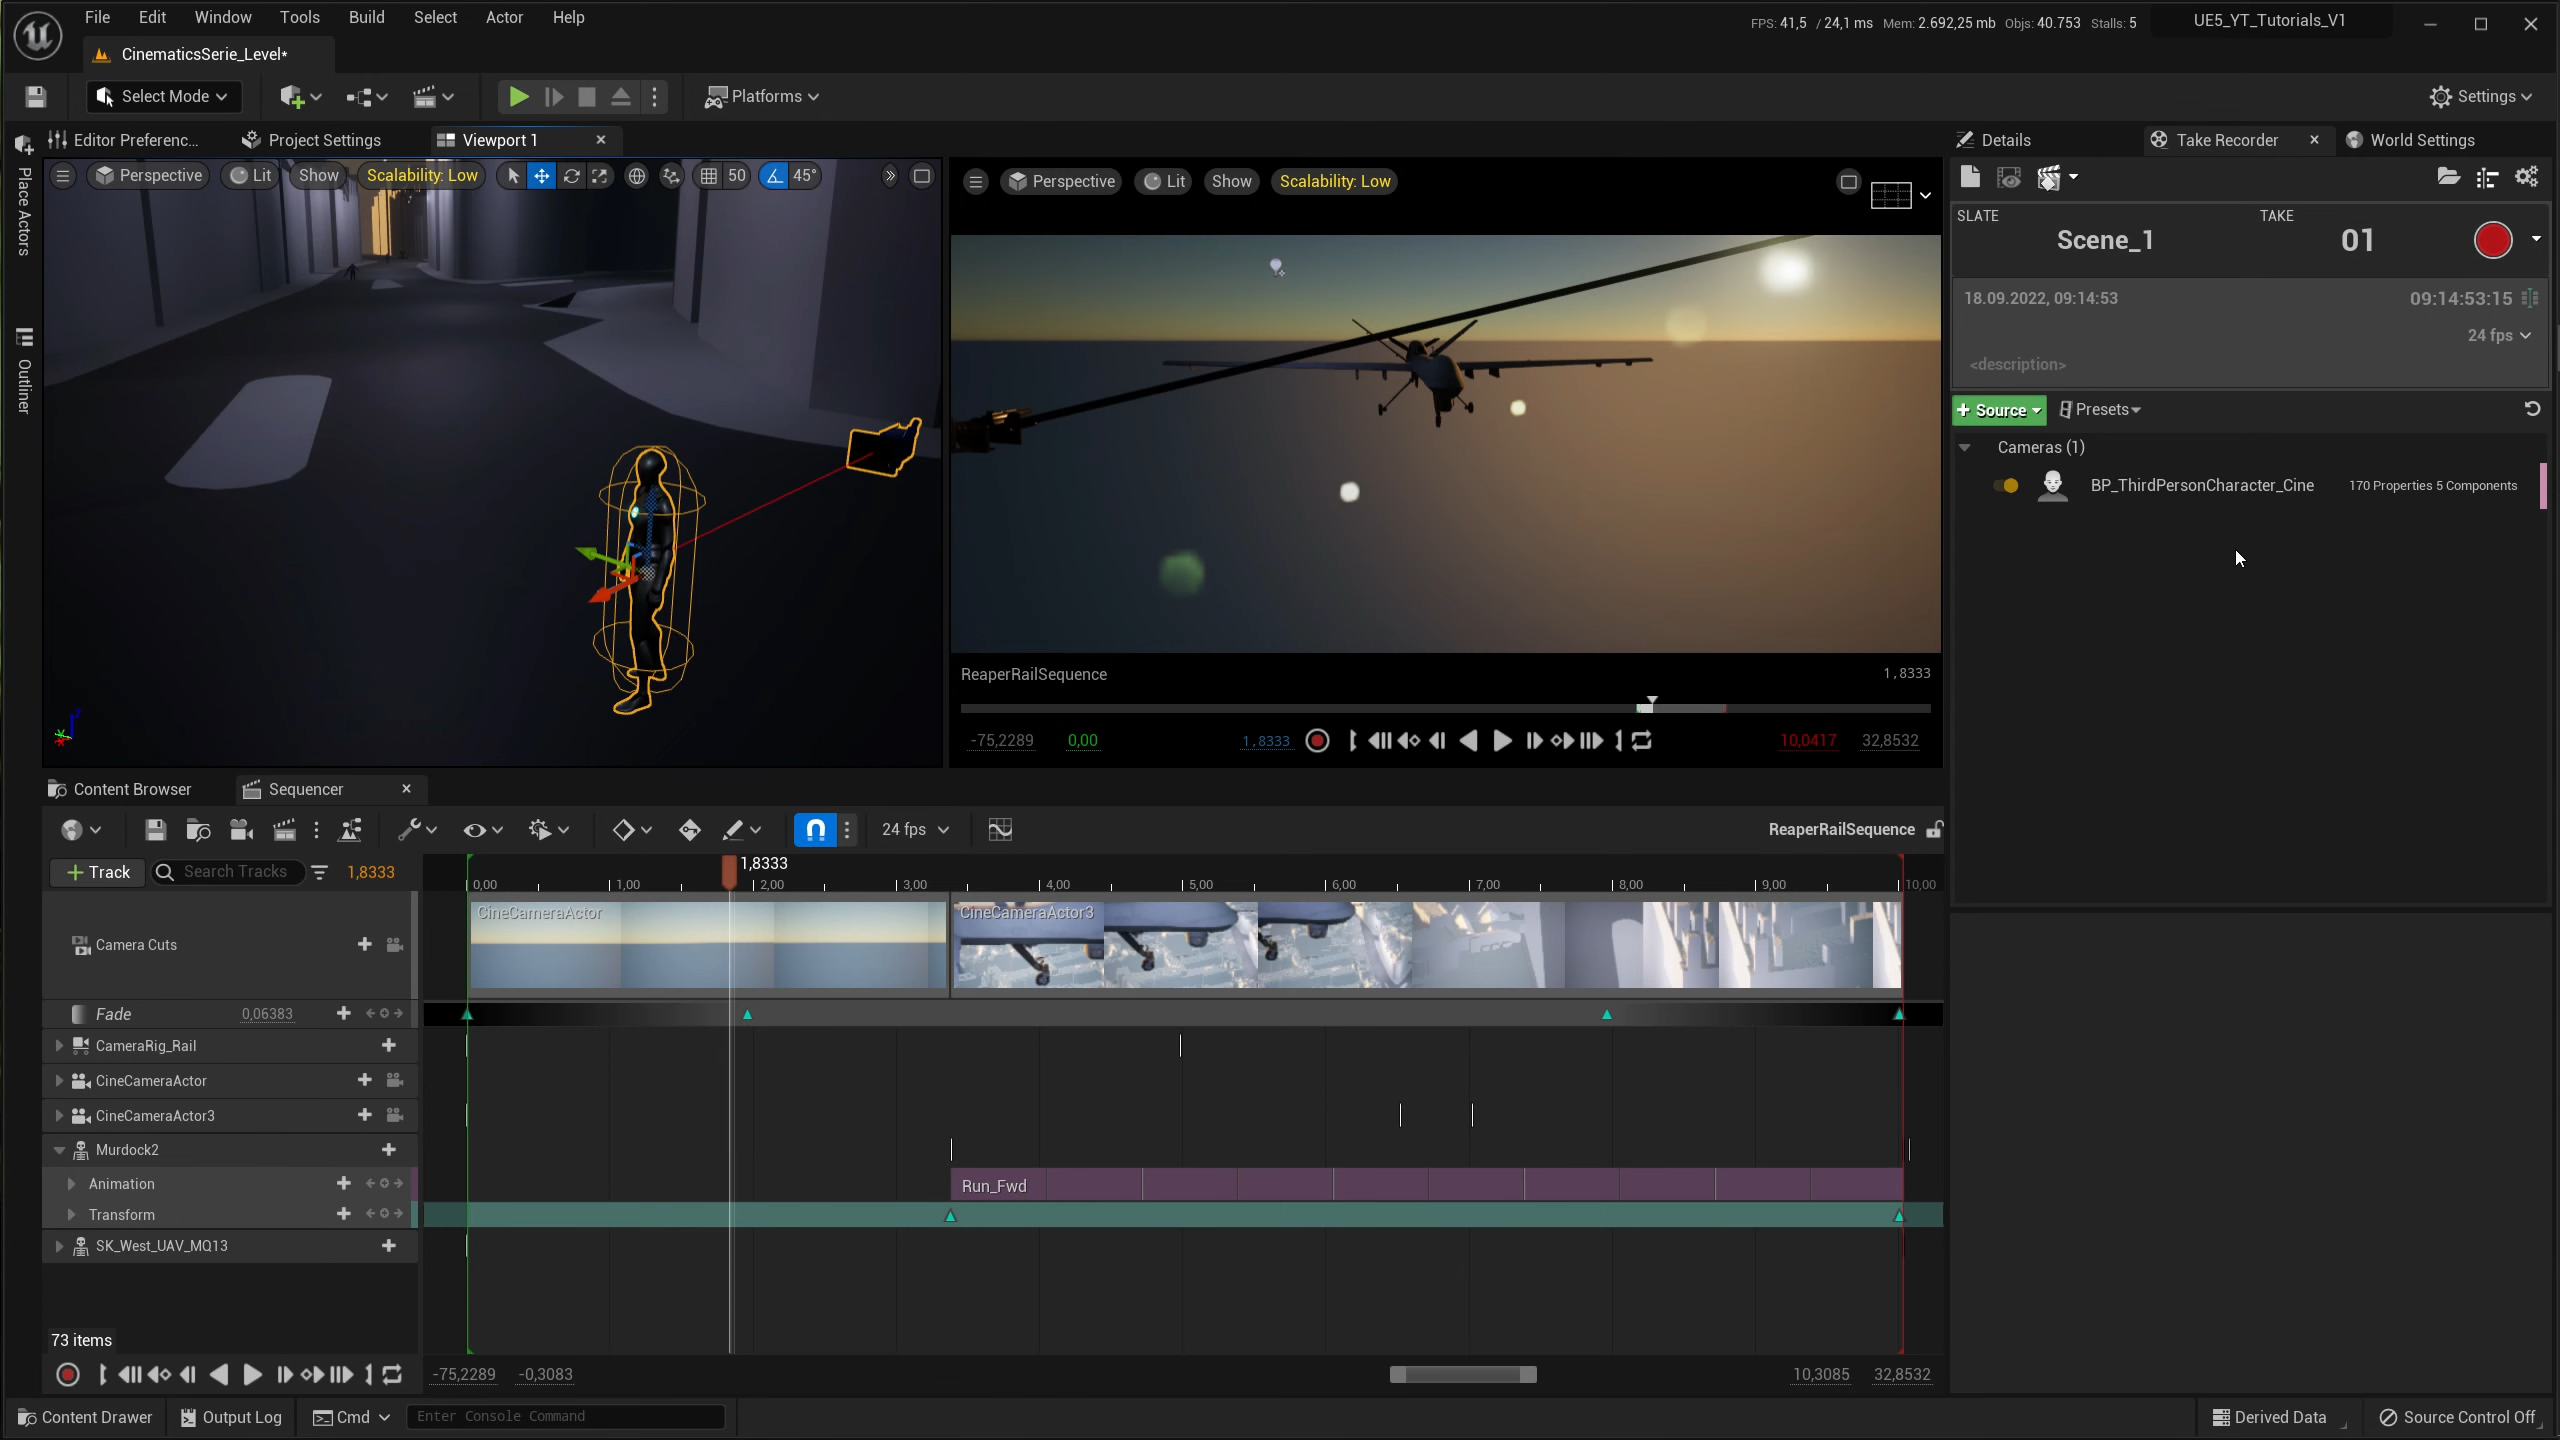 File Edit Window Tools Build Select Actor Help
FPS: 41,5 / 24,1 ms Mem: 2.692,25 mb Objs: 40.753 Stalls: 5
UE5_YT_Tutorials_V1
CinematicsSerie_Level*
Select Mode
Platforms
Settings
Editor Preferenc...
Project Settings
Viewport 1
Details
Take Recorder
World Settings
Place Actors
Outliner
Perspective Lit Show Scalability: Low 50 45°
Perspective Lit Show Scalability: Low
SLATE
Scene_1
TAKE
01
18.09.2022, 09:14:53
09:14:53:15
24 fps
<description>
+ Source
Presets
Cameras (1)
BP_ThirdPersonCharacter_Cine 170 Properties 5 Components
ReaperRailSequence 1,8333
-75,2289 0,00 1,8333 10,0417 32,8532
Content Browser
Sequencer
24 fps
ReaperRailSequence
+ Track
Search Tracks
1,8333
1,8333
0,00 1,00 2,00 3,00 4,00 5,00 6,00 7,00 8,00 9,00 10,00
Camera Cuts
CineCameraActor
CineCameraActor3
Fade 0,06383
CameraRig_Rail
CineCameraActor
CineCameraActor3
Murdock2
Animation
Run_Fwd
Transform
SK_West_UAV_MQ13
73 items
-75,2289 -0,3083 10,3085 32,8532
Content Drawer
Output Log
Cmd
Enter Console Command
Derived Data
Source Control Off